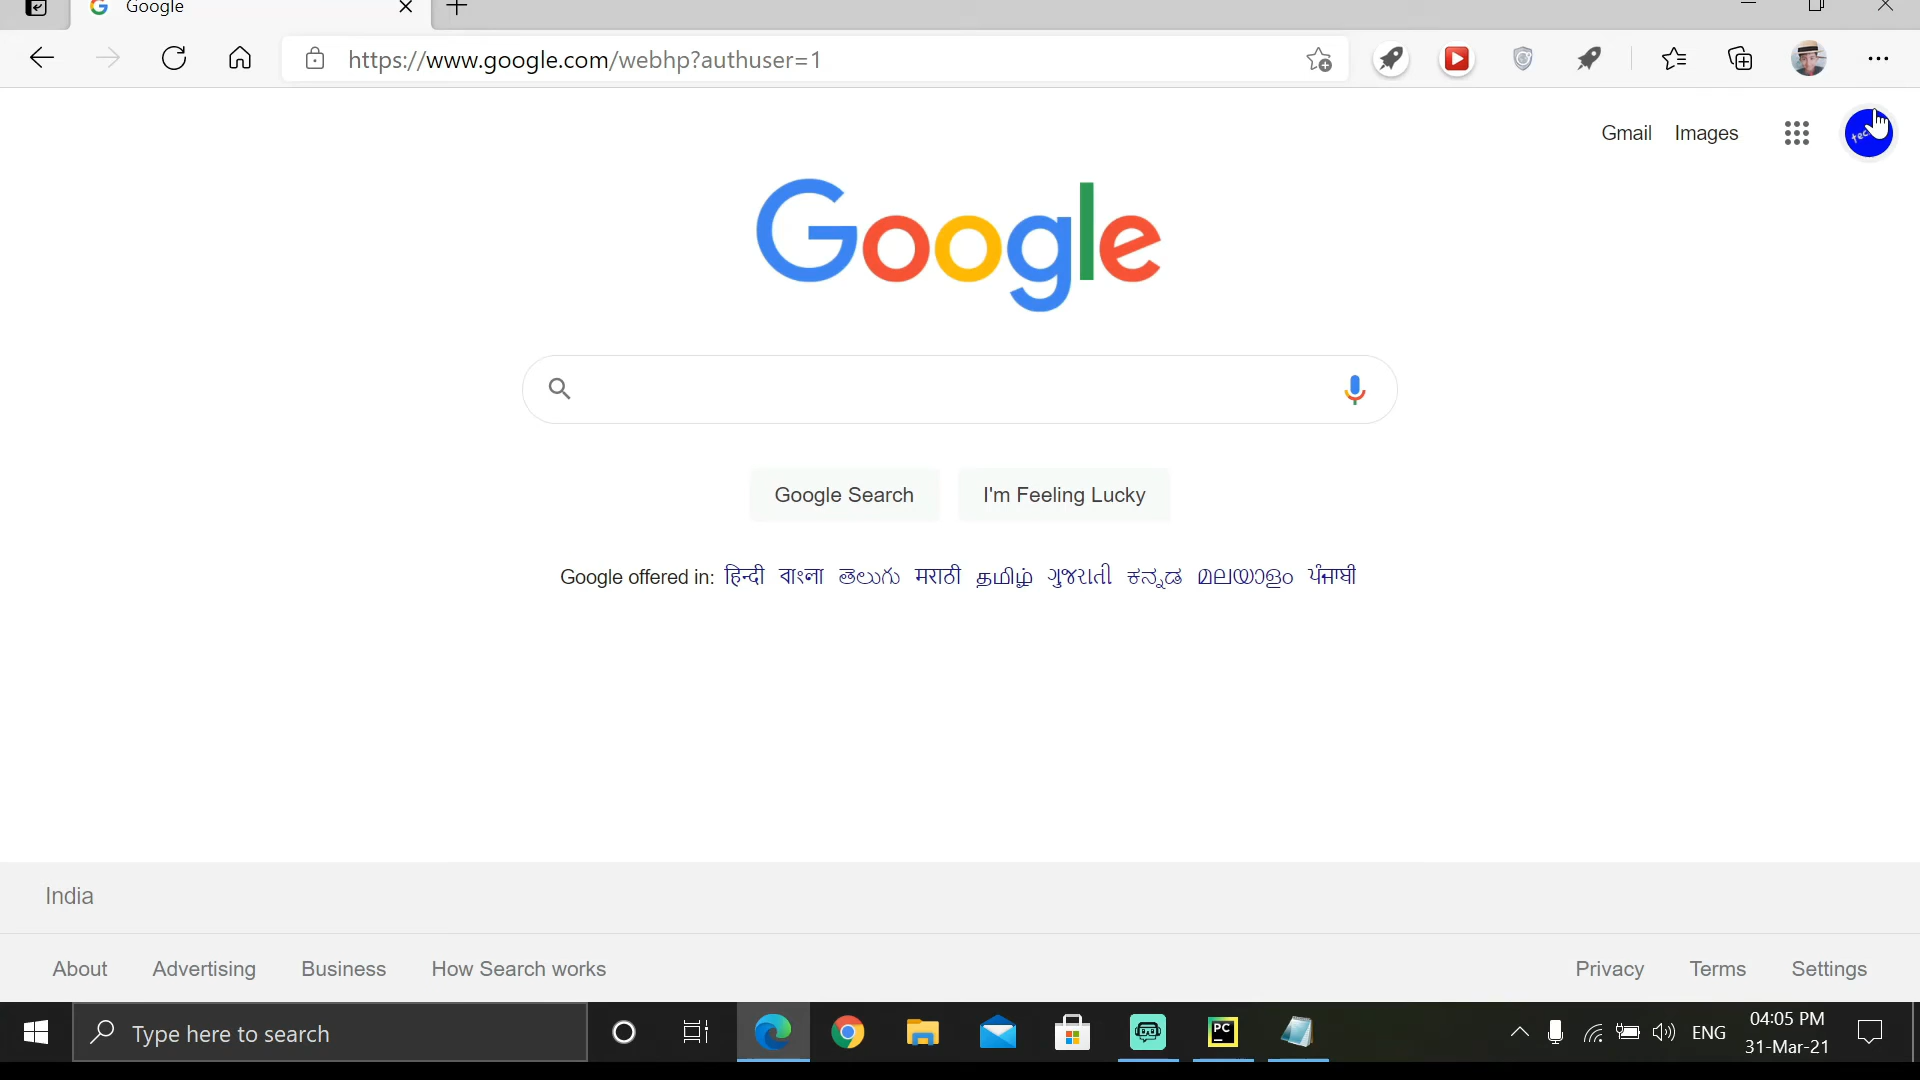 Google
https://www.google.com/webhp?authuser=1
Gmail Images
Google
Google Search I'm Feeling Lucky
Google offered in: हिन्दी বাংলা తెలుగు मराठी தமிழ் ગુજરાતી ಕನ್ನಡ മലയാളം ਪੰਜਾਬੀ
India
About Advertising Business How Search works Privacy Terms Settings
Type here to search PC ENG 04:05 PM
31-Mar-21